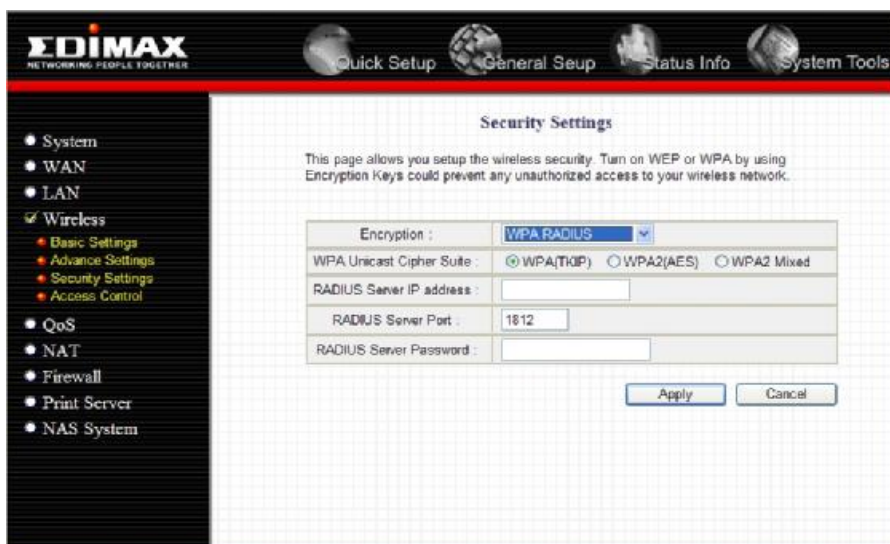 EDIMAX
NETWORKING PEOPLE TOGETHER
Quick Setup General Seup Status Info System Tools
System
WAN
LAN
Wireless
Basic Settings
Advance Settings
Security Settings
Access Control
QoS
NAT
Firewall
Print Server
NAS System
Security Settings
This page allows you setup the wireless security. Turn on WEP or WPA by using
Encryption Keys could prevent any unauthorized access to your wireless network.
Encryption : WPA RADIUS
WPA Unicast Cipher Suite : WPA(TKIP) WPA2(AES) WPA2 Mixed
RADIUS Server IP address :
RADIUS Server Port : 1812
RADIUS Server Password :
Apply Cancel